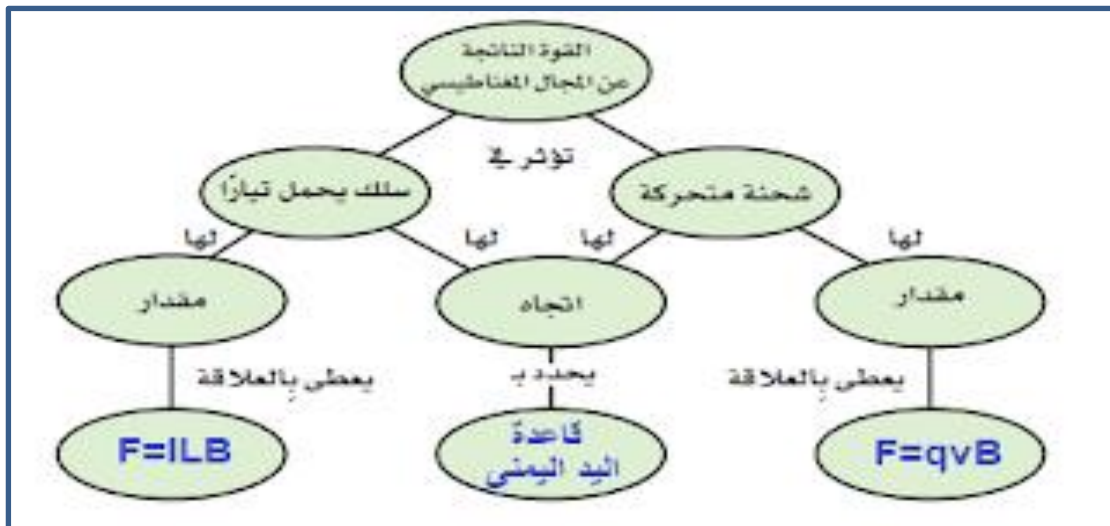 القوة الناتجة
عن المجال المغناطيسي
تؤثر في
شحنة متحركة
سلك يحمل تيارًا
لها
لها
لها
لها
مقدار
اتجاه
مقدار
يعطى بالعلاقة
يحدد بـ
يعطى بالعلاقة
F=qvB
قاعدة
اليد اليمنى
F=ILB